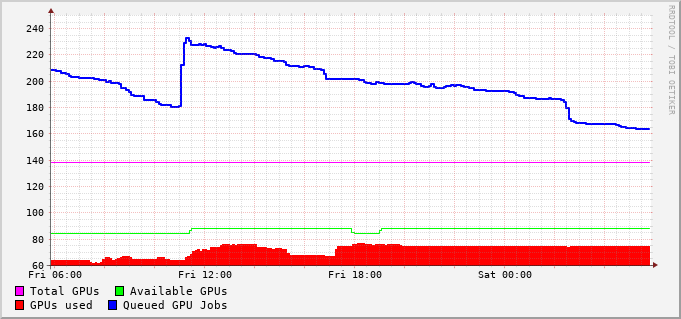 RRDTOOL / TOBI OETIKER
240
220
200
180
160
140
120
100
80
60
Fri 06:00 Fri 12:00 Fri 18:00 Sat 00:00
Total GPUs Available GPUs
GPUs used Queued GPU Jobs